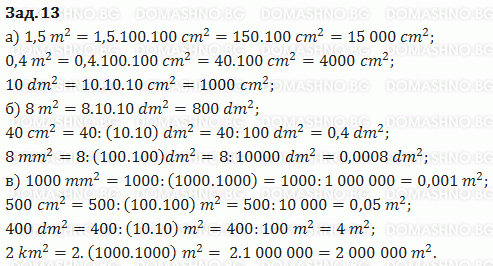 Зад. 13
а) 1,5 m² = 1,5.100.100 cm² = 150.100 cm² = 15 000 cm²;
0,4 m² = 0,4.100.100 cm² = 40.100 cm² = 4000 cm²;
10 dm² = 10.10.10 cm² = 1000 cm²;
б) 8 m² = 8.10.10 dm² = 800 dm²;
40 cm² = 40: (10.10) dm² = 40: 100 dm² = 0,4 dm²;
8 mm² = 8: (100.100)dm² = 8: 10000 dm² = 0,0008 dm²;
в) 1000 mm² = 1000: (1000.1000) = 1000: 1 000 000 = 0,001 m²;
500 cm² = 500: (100.100) m² = 500: 10 000 = 0,05 m²;
400 dm² = 400: (10.10) m² = 400: 100 m² = 4 m²;
2 km² = 2. (1000.1000) m² = 2.1 000 000 = 2 000 000 m².